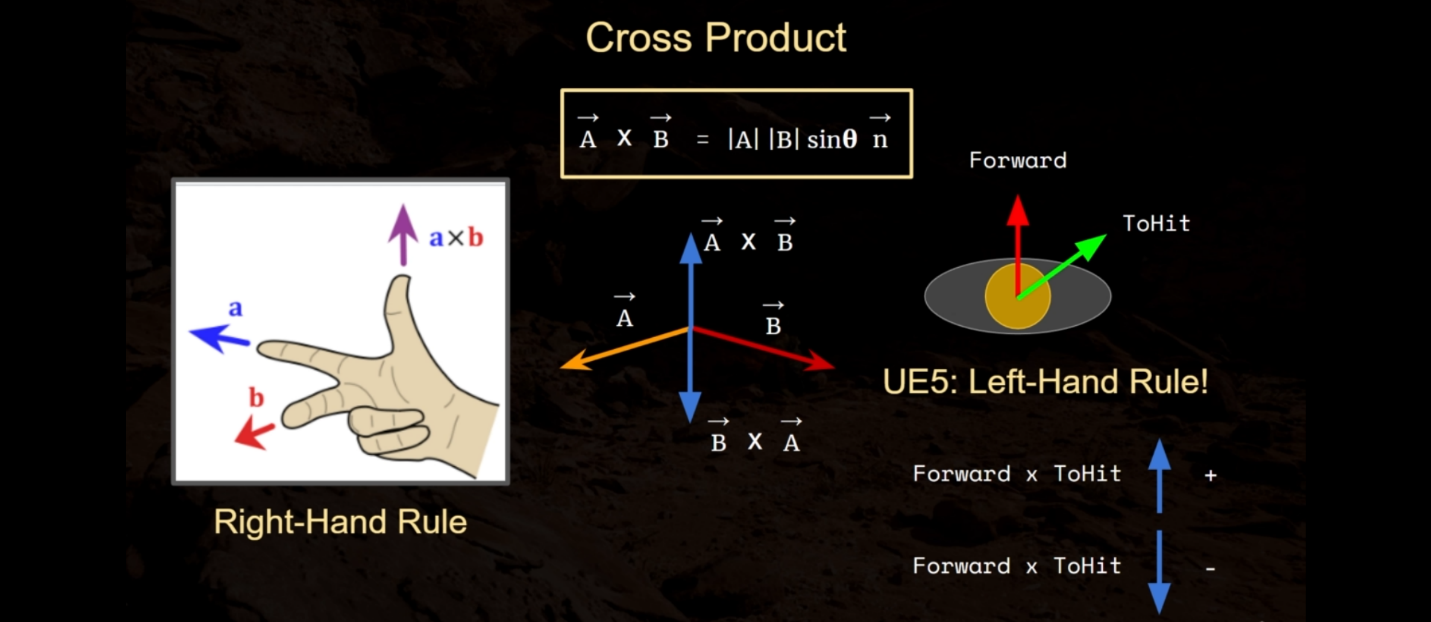 Cross Product
A x B = |A| |B| sinθ n
Forward
ToHit
a×b
a
b
Right-Hand Rule
A x B
A
B
B x A
UE5: Left-Hand Rule!
Forward x ToHit +
Forward x ToHit -